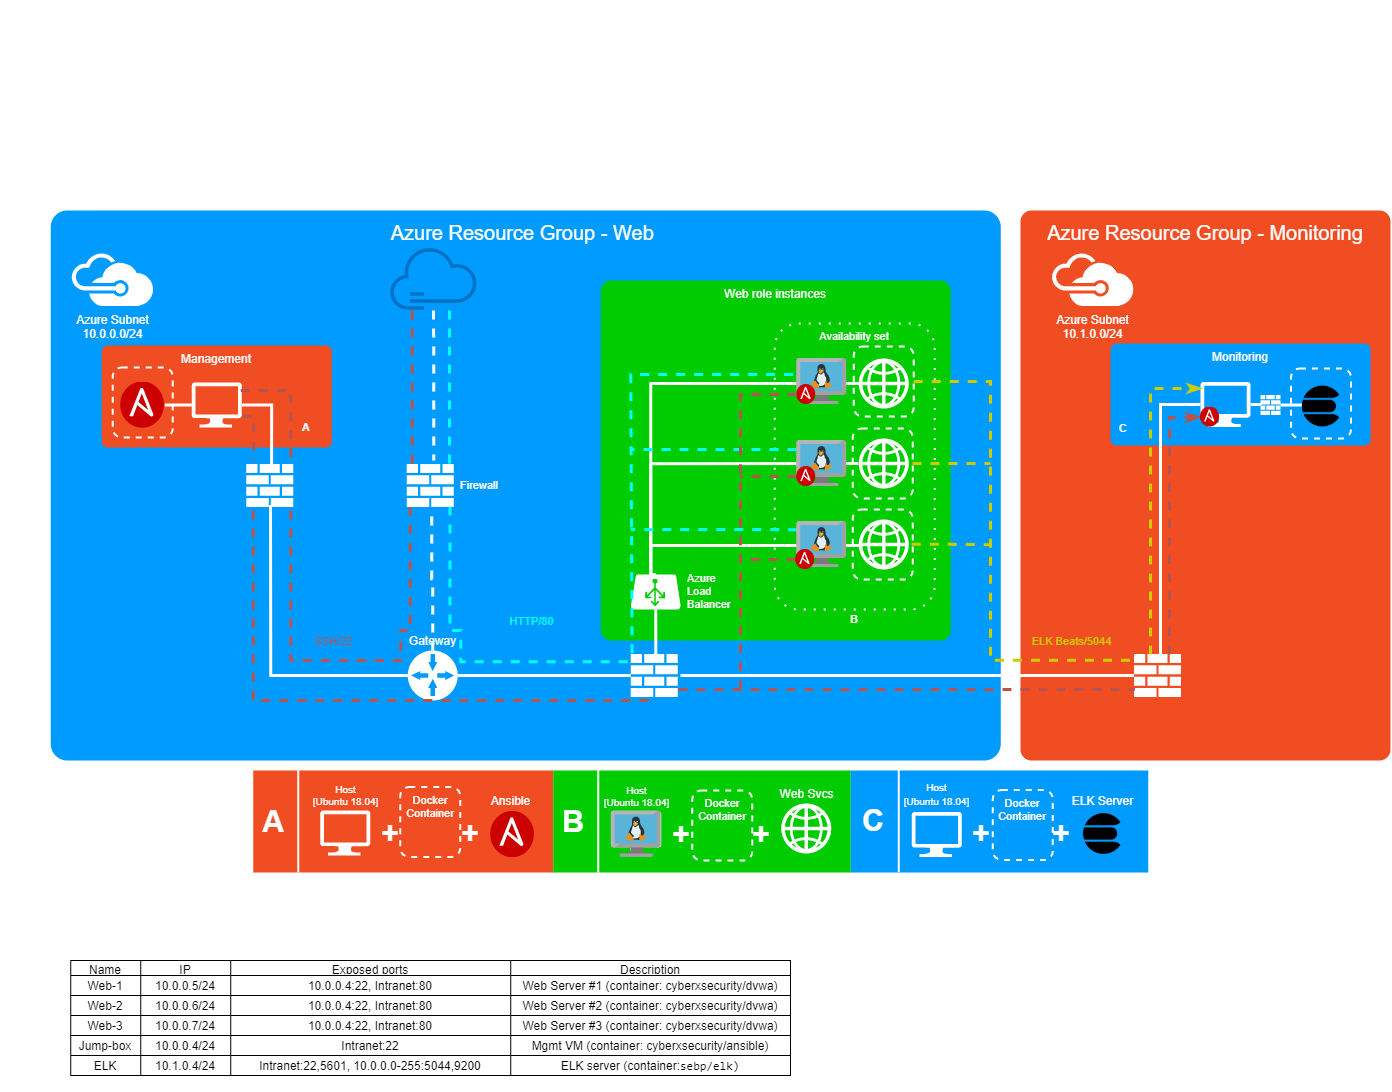 Azure Resource Group - Web
Azure Resource Group - Monitoring
Azure Subnet
10.0.0.0/24
Management
A
Firewall
SSH/22
Gateway
HTTP/80
Web role instances
Availability set
Azure
Load
Balancer
B
ELK Beats/5044
Azure Subnet
10.1.0.0/24
Monitoring
C
A
Host
[Ubuntu 18.04]
Docker
Container
Ansible
B
Host
[Ubuntu 18.04]
Docker
Container
Web Svcs
C
Host
[Ubuntu 18.04]
Docker
Container
ELK Server
Name IP Exposed ports Description
Web-1 10.0.0.5/24 10.0.0.4:22, Intranet:80 Web Server #1 (container: cyberxsecurity/dvwa)
Web-2 10.0.0.6/24 10.0.0.4:22, Intranet:80 Web Server #2 (container: cyberxsecurity/dvwa)
Web-3 10.0.0.7/24 10.0.0.4:22, Intranet:80 Web Server #3 (container: cyberxsecurity/dvwa)
Jump-box 10.0.0.4/24 Intranet:22 Mgmt VM (container: cyberxsecurity/ansible)
ELK 10.1.0.4/24 Intranet:22,5601, 10.0.0.0-255:5044,9200 ELK server (container:sebp/elk)